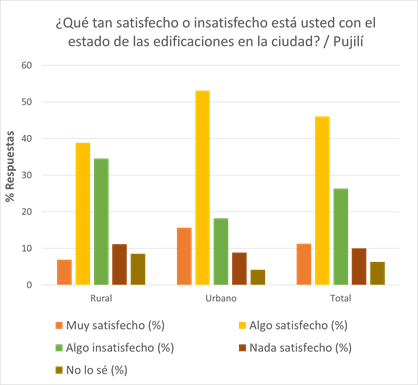 ¿Qué tan satisfecho o insatisfecho está usted con el
estado de las edificaciones en la ciudad? / Pujilí
60
50
40
30
20
10
0
% Respuestas
Rural Urbano Total
Muy satisfecho (%) Algo satisfecho (%)
Algo insatisfecho (%) Nada satisfecho (%)
No lo sé (%)